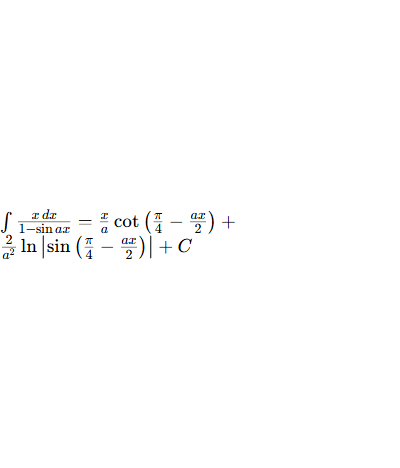 ∫ x dx / 1−sin ax = x/a cot (π/4 − ax/2) +
2/a² ln |sin (π/4 − ax/2)| + C